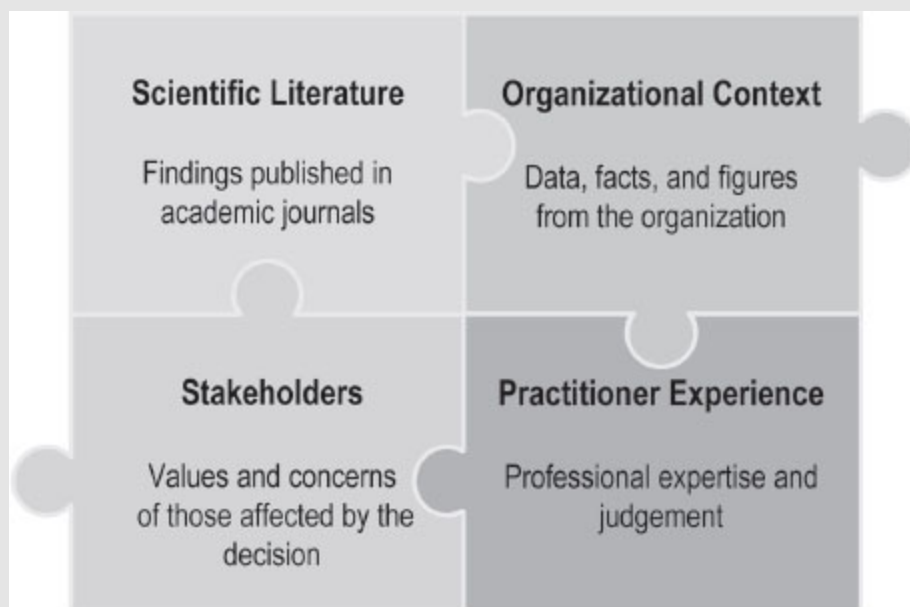 Scientific Literature
Findings published in
academic journals
Organizational Context
Data, facts, and figures
from the organization
Stakeholders
Values and concerns
of those affected by the
decision
Practitioner Experience
Professional expertise and
judgement